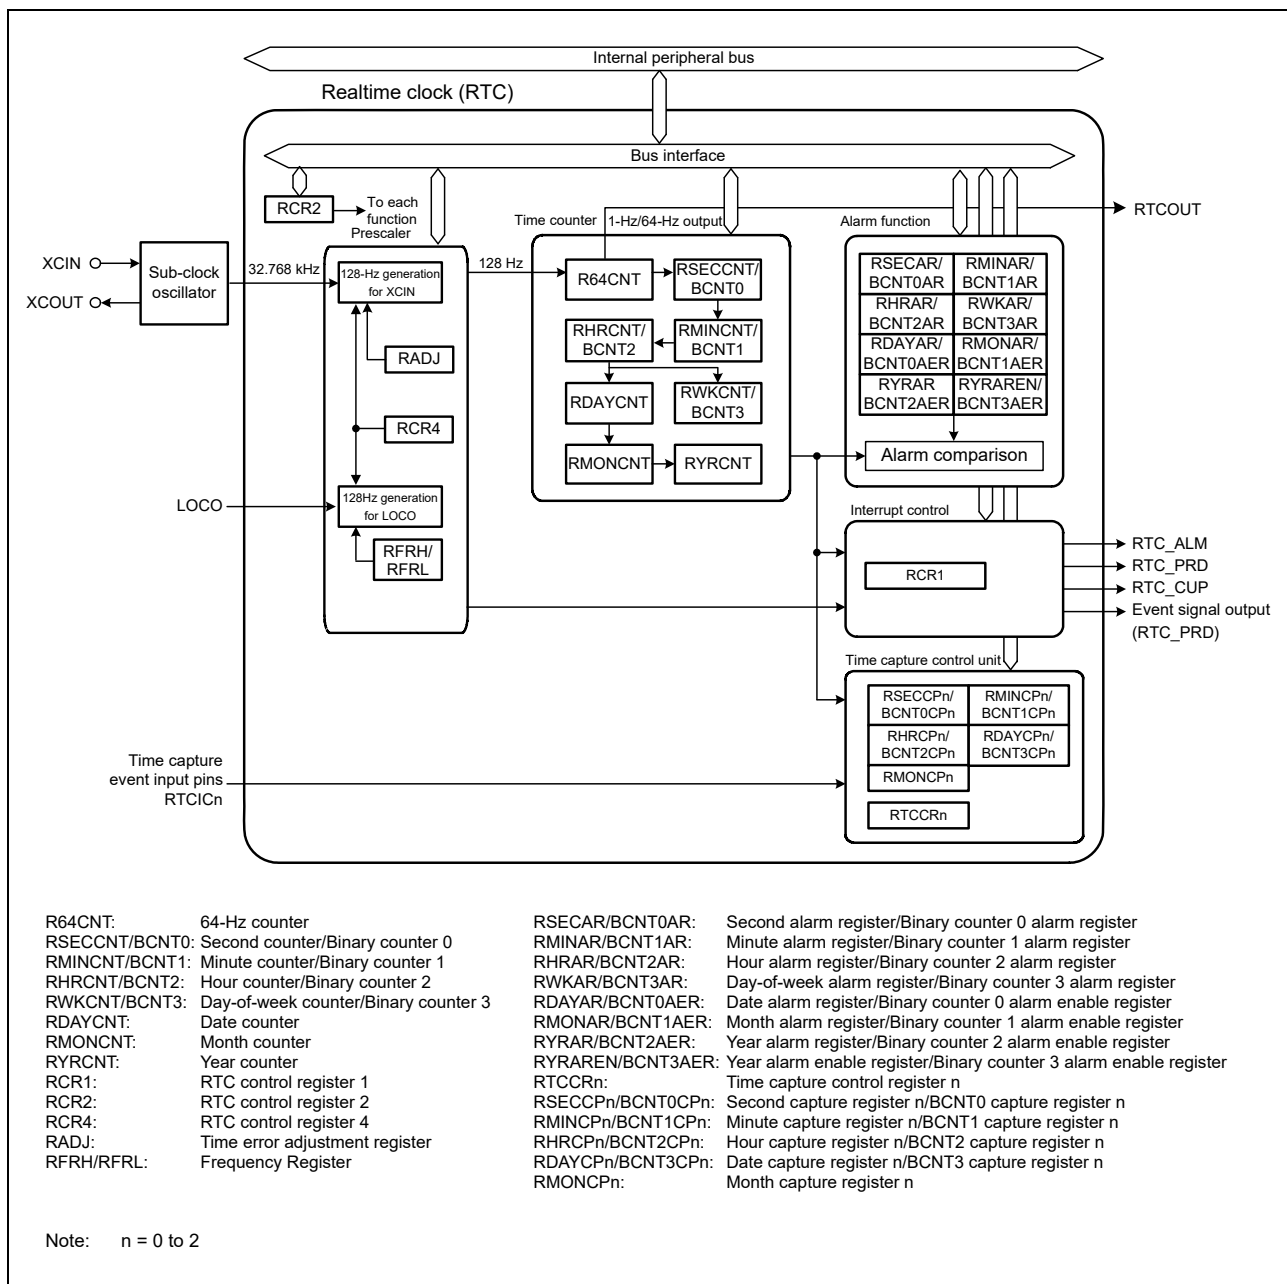 Internal peripheral bus
Realtime clock (RTC)
Bus interface
RCR2
To each
function
Prescaler
Time counter
1-Hz/64-Hz output
Alarm function
RTCOUT
XCIN
XCOUT
Sub-clock
oscillator
32.768 kHz
128-Hz generation
for XCIN
128 Hz
RADJ
RCR4
LOCO
128Hz generation
for LOCO
RFRH/
RFRL
R64CNT
RSECCNT/
BCNT0
RHRCNT/
BCNT2
RMINCNT/
BCNT1
RDAYCNT
RWKCNT/
BCNT3
RMONCNT
RYRCNT
RSECAR/
BCNT0AR
RMINAR/
BCNT1AR
RHRAR/
BCNT2AR
RWKAR/
BCNT3AR
RDAYAR/
BCNT0AER
RMONAR/
BCNT1AER
RYRAR
BCNT2AER
RYRAREN/
BCNT3AER
Alarm comparison
Interrupt control
RCR1
RTC_ALM
RTC_PRD
RTC_CUP
Event signal output
(RTC_PRD)
Time capture control unit
RSECCPn/
BCNT0CPn
RMINCPn/
BCNT1CPn
RHRCPn/
BCNT2CPn
RDAYCPn/
BCNT3CPn
RMONCPn
RTCCRn
Time capture
event input pins
RTCICn
R64CNT: 64-Hz counter
RSECCNT/BCNT0: Second counter/Binary counter 0
RMINCNT/BCNT1: Minute counter/Binary counter 1
RHRCNT/BCNT2: Hour counter/Binary counter 2
RWKCNT/BCNT3: Day-of-week counter/Binary counter 3
RDAYCNT: Date counter
RMONCNT: Month counter
RYRCNT: Year counter
RCR1: RTC control register 1
RCR2: RTC control register 2
RCR4: RTC control register 4
RADJ: Time error adjustment register
RFRH/RFRL: Frequency Register
RSECAR/BCNT0AR: Second alarm register/Binary counter 0 alarm register
RMINAR/BCNT1AR: Minute alarm register/Binary counter 1 alarm register
RHRAR/BCNT2AR: Hour alarm register/Binary counter 2 alarm register
RWKAR/BCNT3AR: Day-of-week alarm register/Binary counter 3 alarm register
RDAYAR/BCNT0AER: Date alarm register/Binary counter 0 alarm enable register
RMONAR/BCNT1AER: Month alarm register/Binary counter 1 alarm enable register
RYRAR/BCNT2AER: Year alarm register/Binary counter 2 alarm enable register
RYRAREN/BCNT3AER: Year alarm enable register/Binary counter 3 alarm enable register
RTCCRn: Time capture control register n
RSECCPn/BCNT0CPn: Second capture register n/BCNT0 capture register n
RMINCPn/BCNT1CPn: Minute capture register n/BCNT1 capture register n
RHRCPn/BCNT2CPn: Hour capture register n/BCNT2 capture register n
RDAYCPn/BCNT3CPn: Date capture register n/BCNT3 capture register n
RMONCPn: Month capture register n
Note: n = 0 to 2